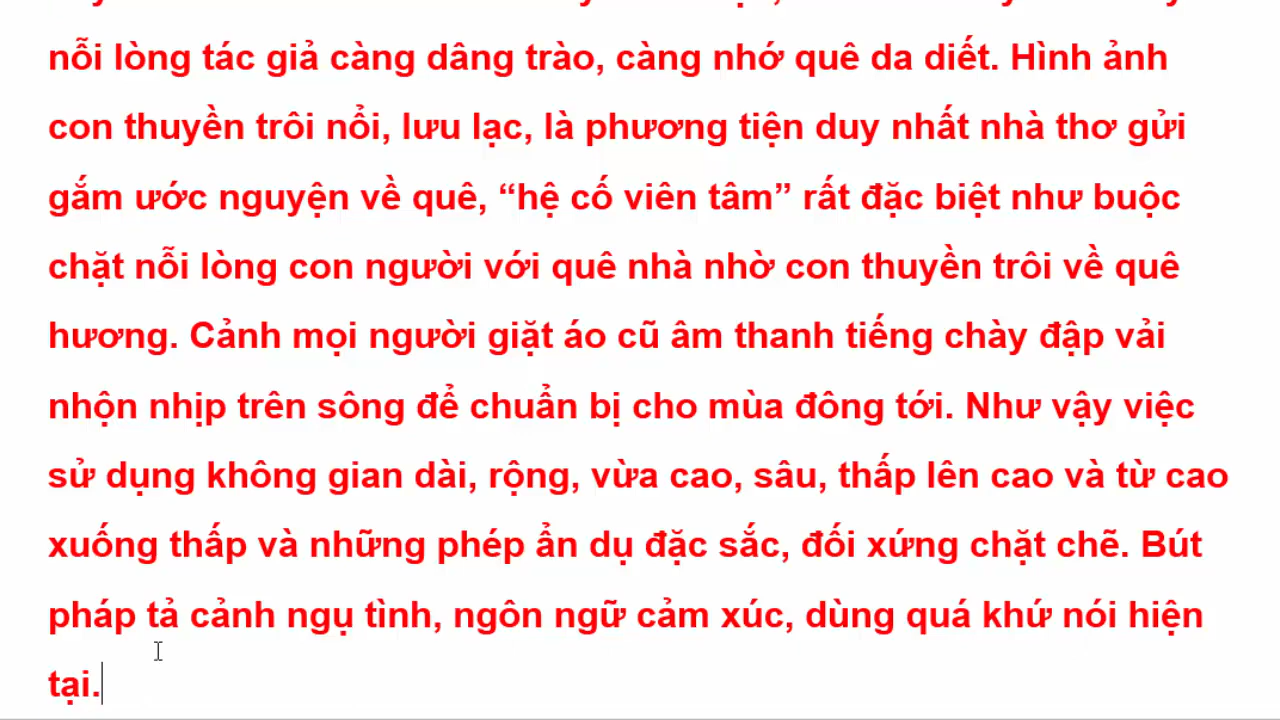 nỗi lòng tác giả càng dâng trào, càng nhớ quê da diết. Hình ảnh
con thuyền trôi nổi, lưu lạc, là phương tiện duy nhất nhà thơ gửi
gắm ước nguyện về quê, “hệ cố viên tâm” rất đặc biệt như buộc
chặt nỗi lòng con người với quê nhà nhờ con thuyền trôi về quê
hương. Cảnh mọi người giặt áo cũ âm thanh tiếng chày đập vải
nhộn nhịp trên sông để chuẩn bị cho mùa đông tới. Như vậy việc
sử dụng không gian dài, rộng, vừa cao, sâu, thấp lên cao và từ cao
xuống thấp và những phép ẩn dụ đặc sắc, đối xứng chặt chẽ. Bút
pháp tả cảnh ngụ tình, ngôn ngữ cảm xúc, dùng quá khứ nói hiện
tại.